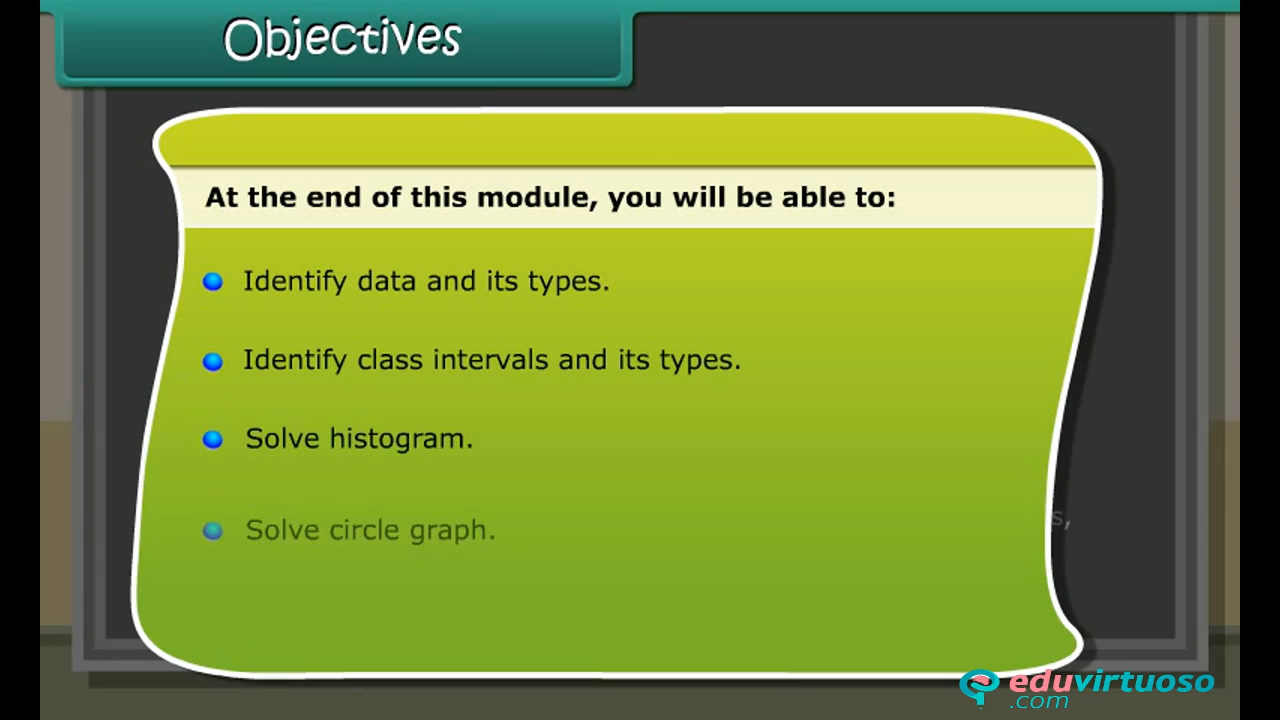 Objectives
At the end of this module, you will be able to:
Identify data and its types.
Identify class intervals and its types.
Solve histogram.
Solve circle graph.
s,
eduvirtuoso
.com